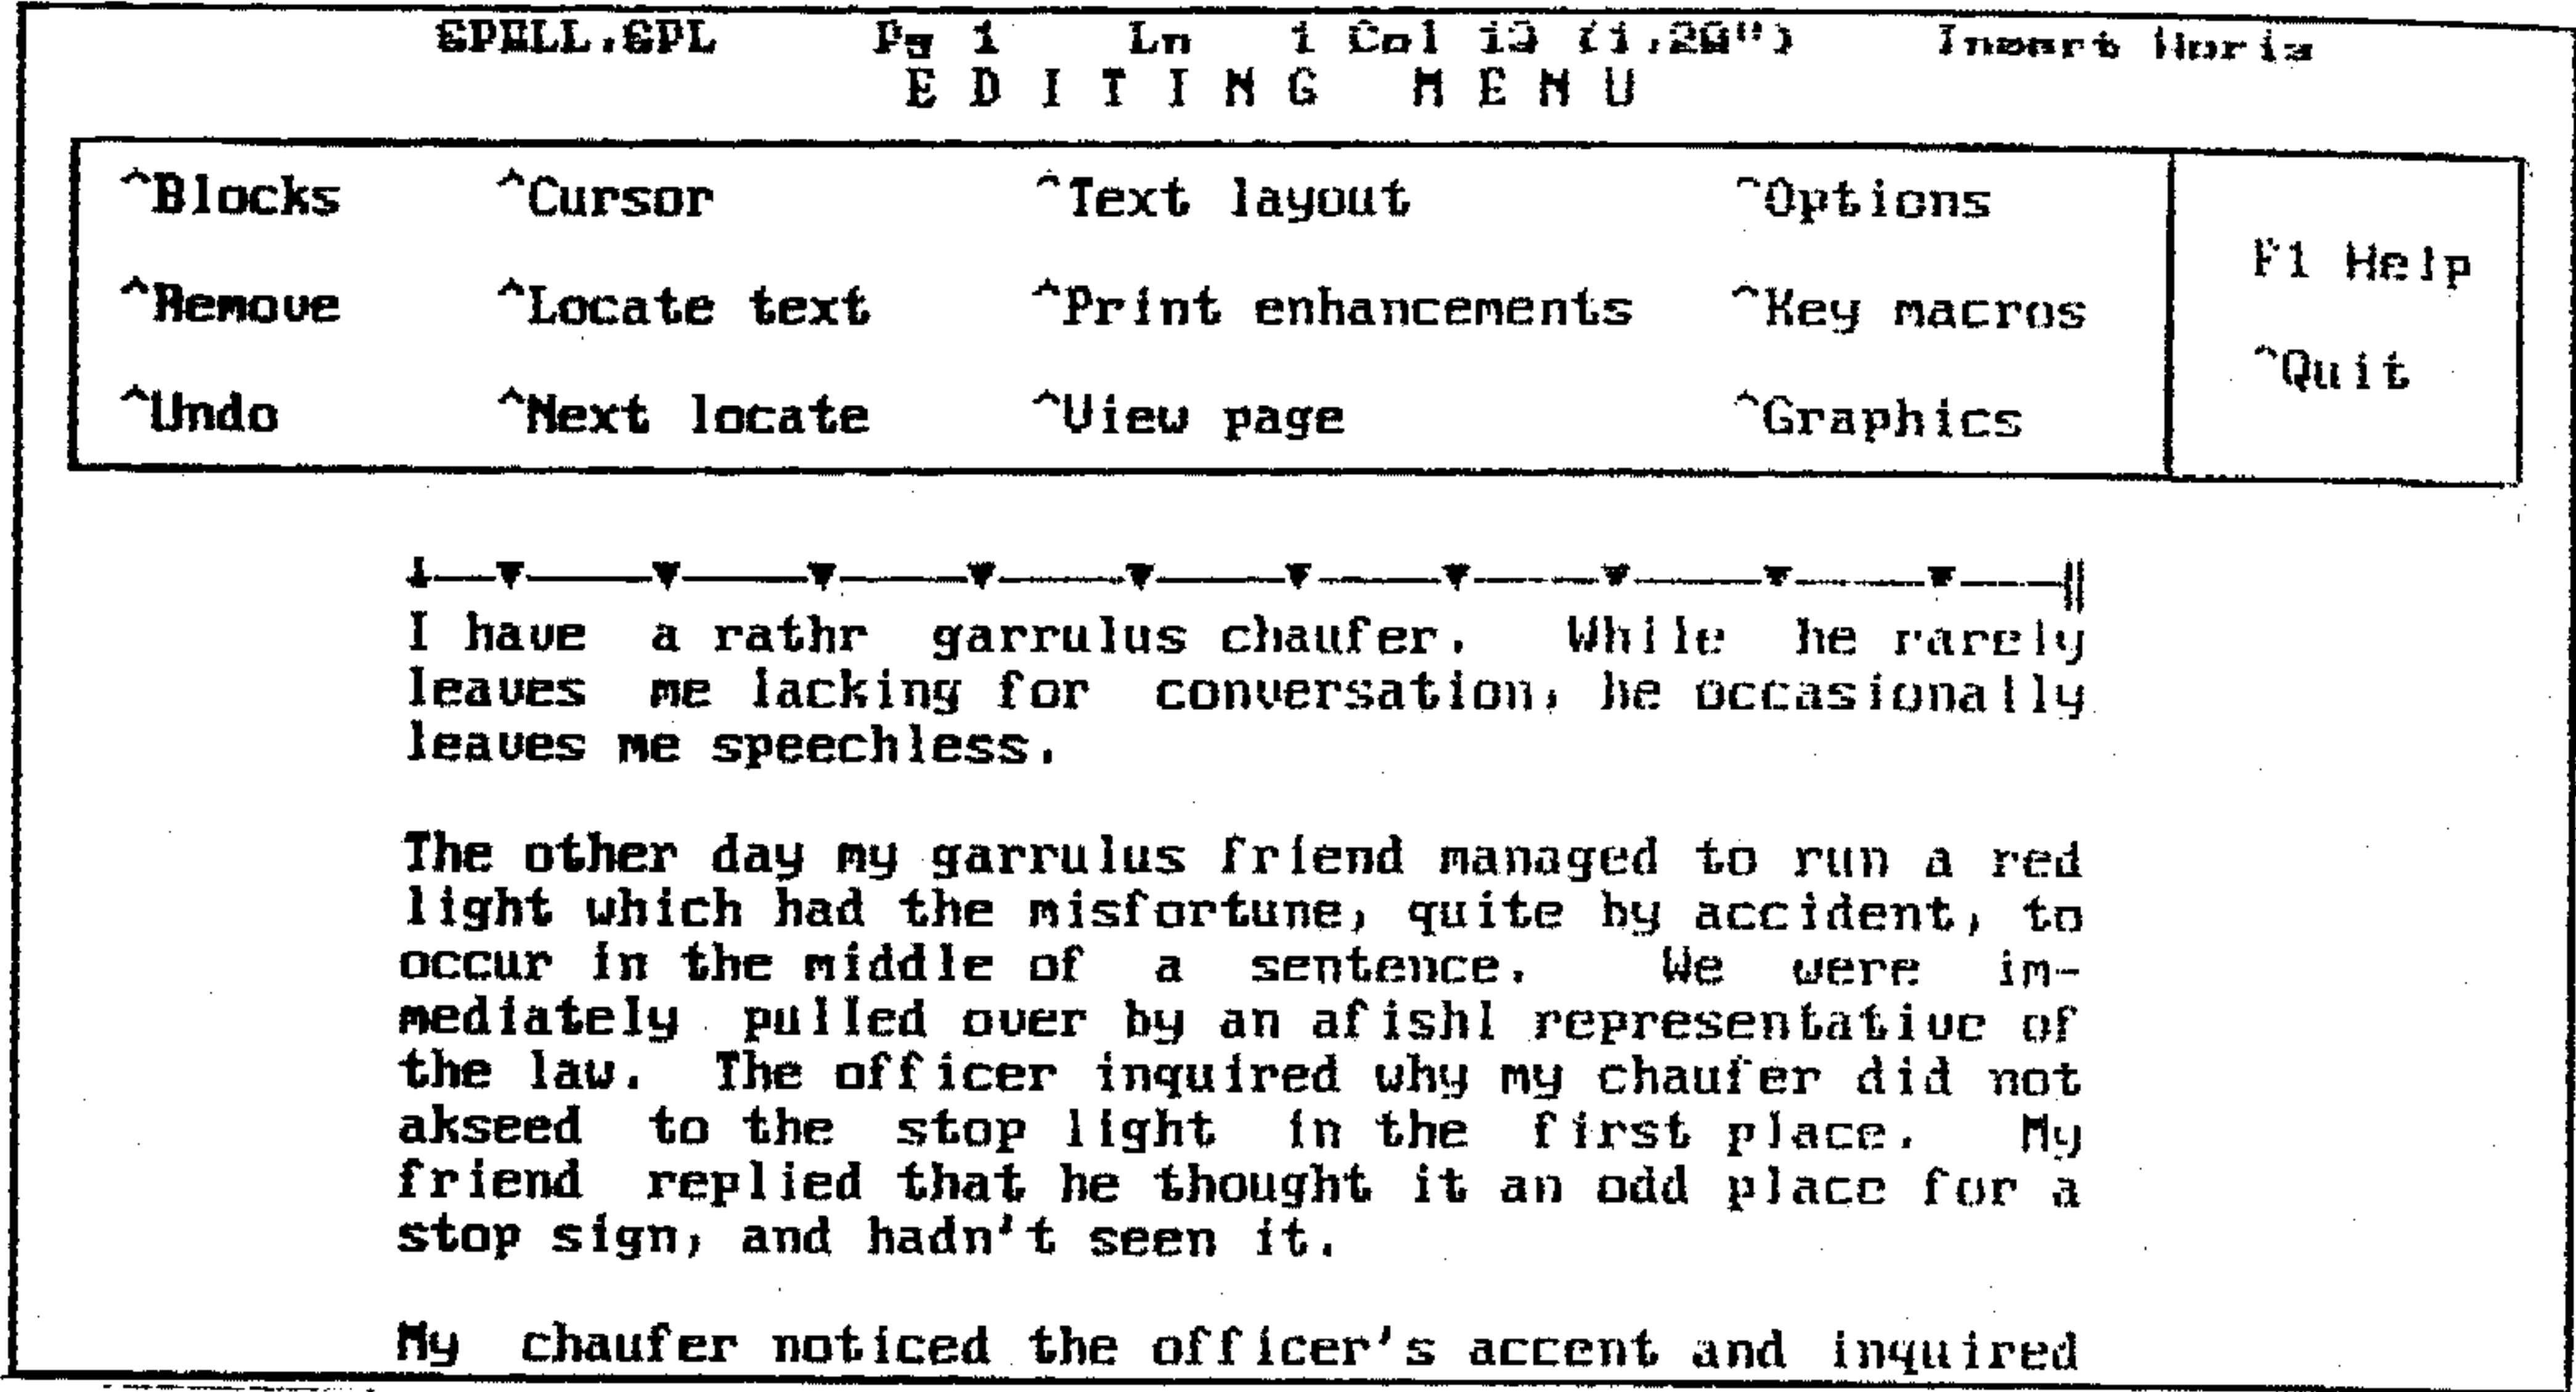 SPELL.SPL Pg 1 Ln 1 Col Insert Horiz
E D I T I N G M E N U
^Blocks ^Cursor ^Text layout ^Options
F1 Help
^Remove ^Locate text ^Print enhancements ^Key macros
^Quit
^Undo ^Next locate ^View page ^Graphics
I have a rathr garrulus chaufer. While he rarely
leaves me lacking for conversation, he occasionally
leaves me speechless.
The other day my garrulus friend managed to run a red
light which had the misfortune, quite by accident, to
occur in the middle of a sentence. We were im-
mediately pulled over by an afishl representative of
the law. The officer inquired why my chaufer did not
akseed to the stop light in the first place. My
friend replied that he thought it an odd place for a
stop sign, and hadn't seen it.
My chaufer noticed the officer's accent and inquired